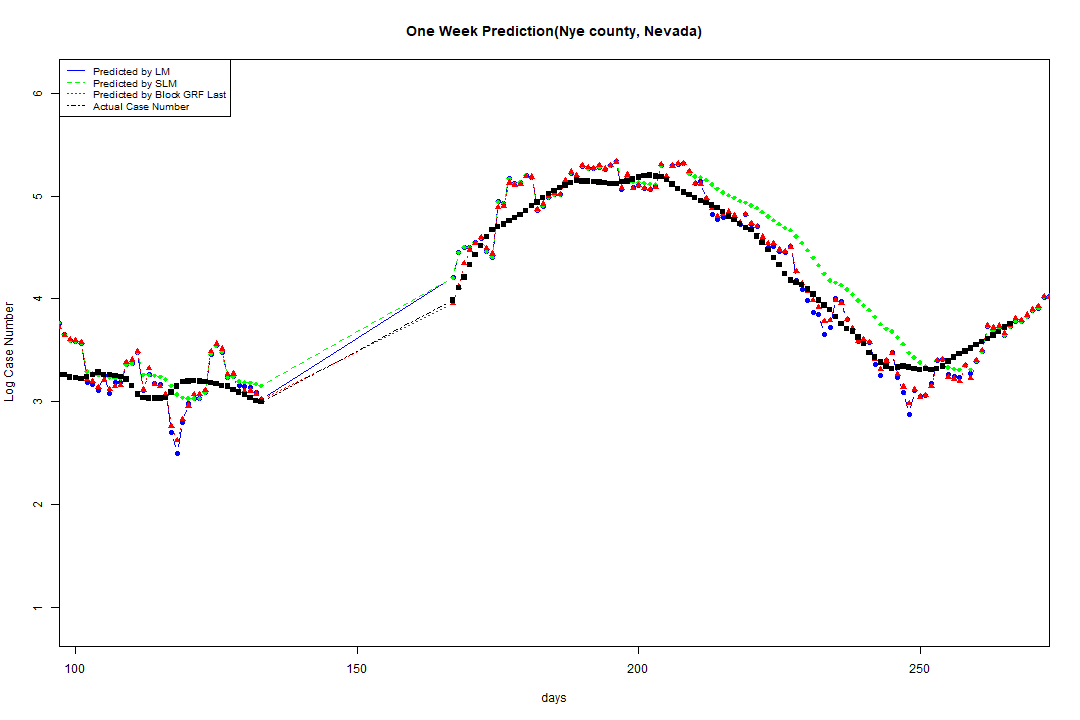 One Week Prediction(Nye county, Nevada)
Predicted by LM
Predicted by SLM
Predicted by Block GRF Last
Actual Case Number
6
5
4
3
2
1
Log Case Number
100 150 200 250
days